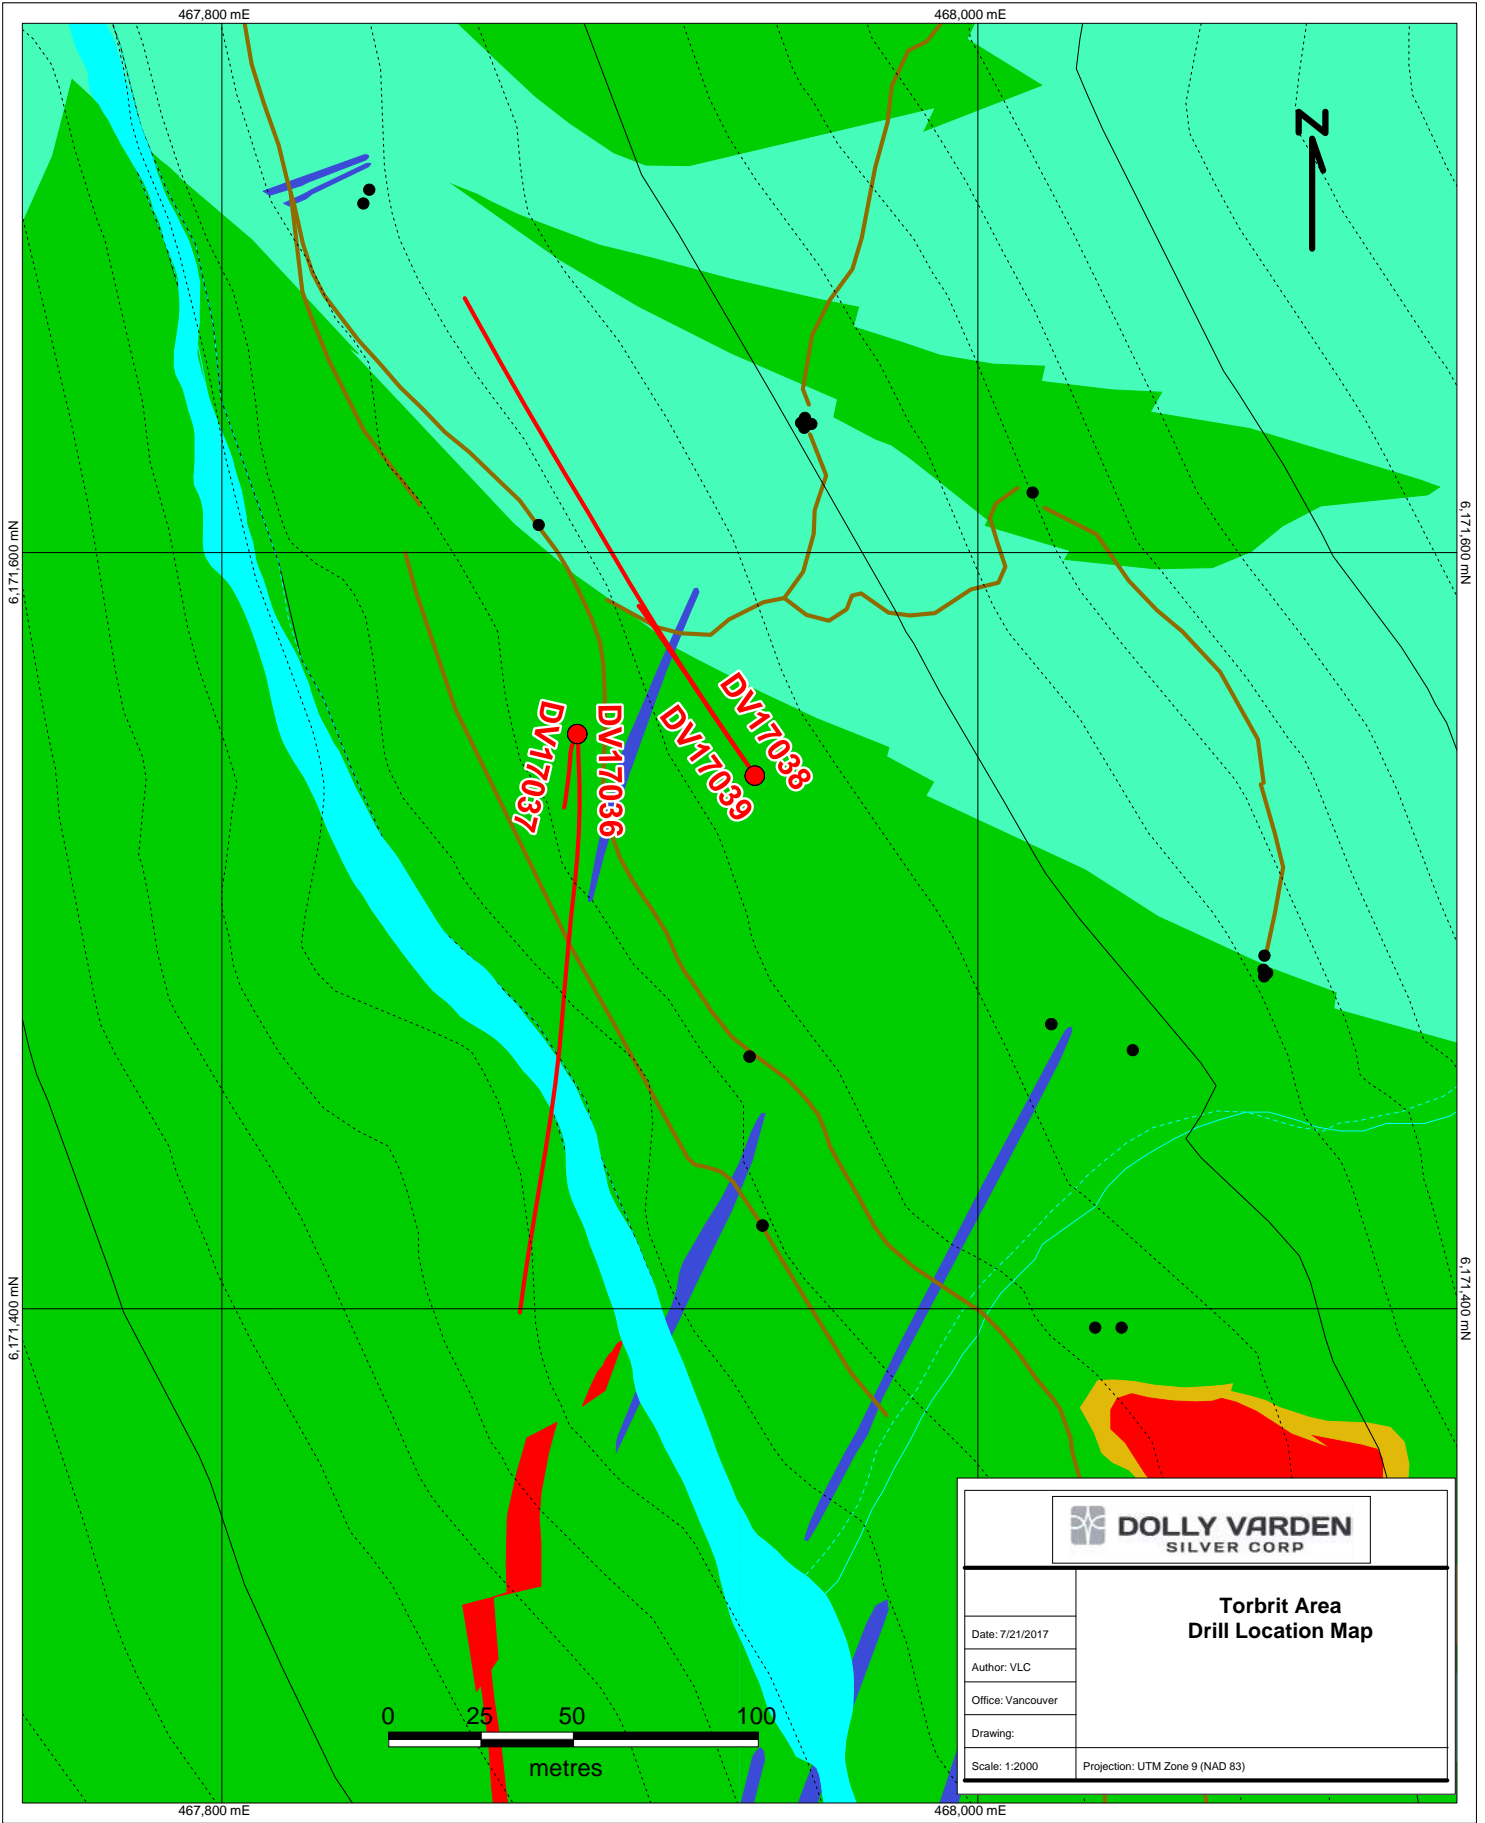 467,800 mE
468,000 mE
N
6,171,600 mN
6,171,600 mN
DV17038
DV17039
DV17036
DV17037
6,171,400 mN
6,171,400 mN
DOLLY VARDEN
SILVER CORP
Torbrit Area
Drill Location Map
Date: 7/21/2017
Author: VLC
Office: Vancouver
Drawing:
Scale: 1:2000
Projection: UTM Zone 9 (NAD 83)
0 25 50 100
metres
467,800 mE
468,000 mE